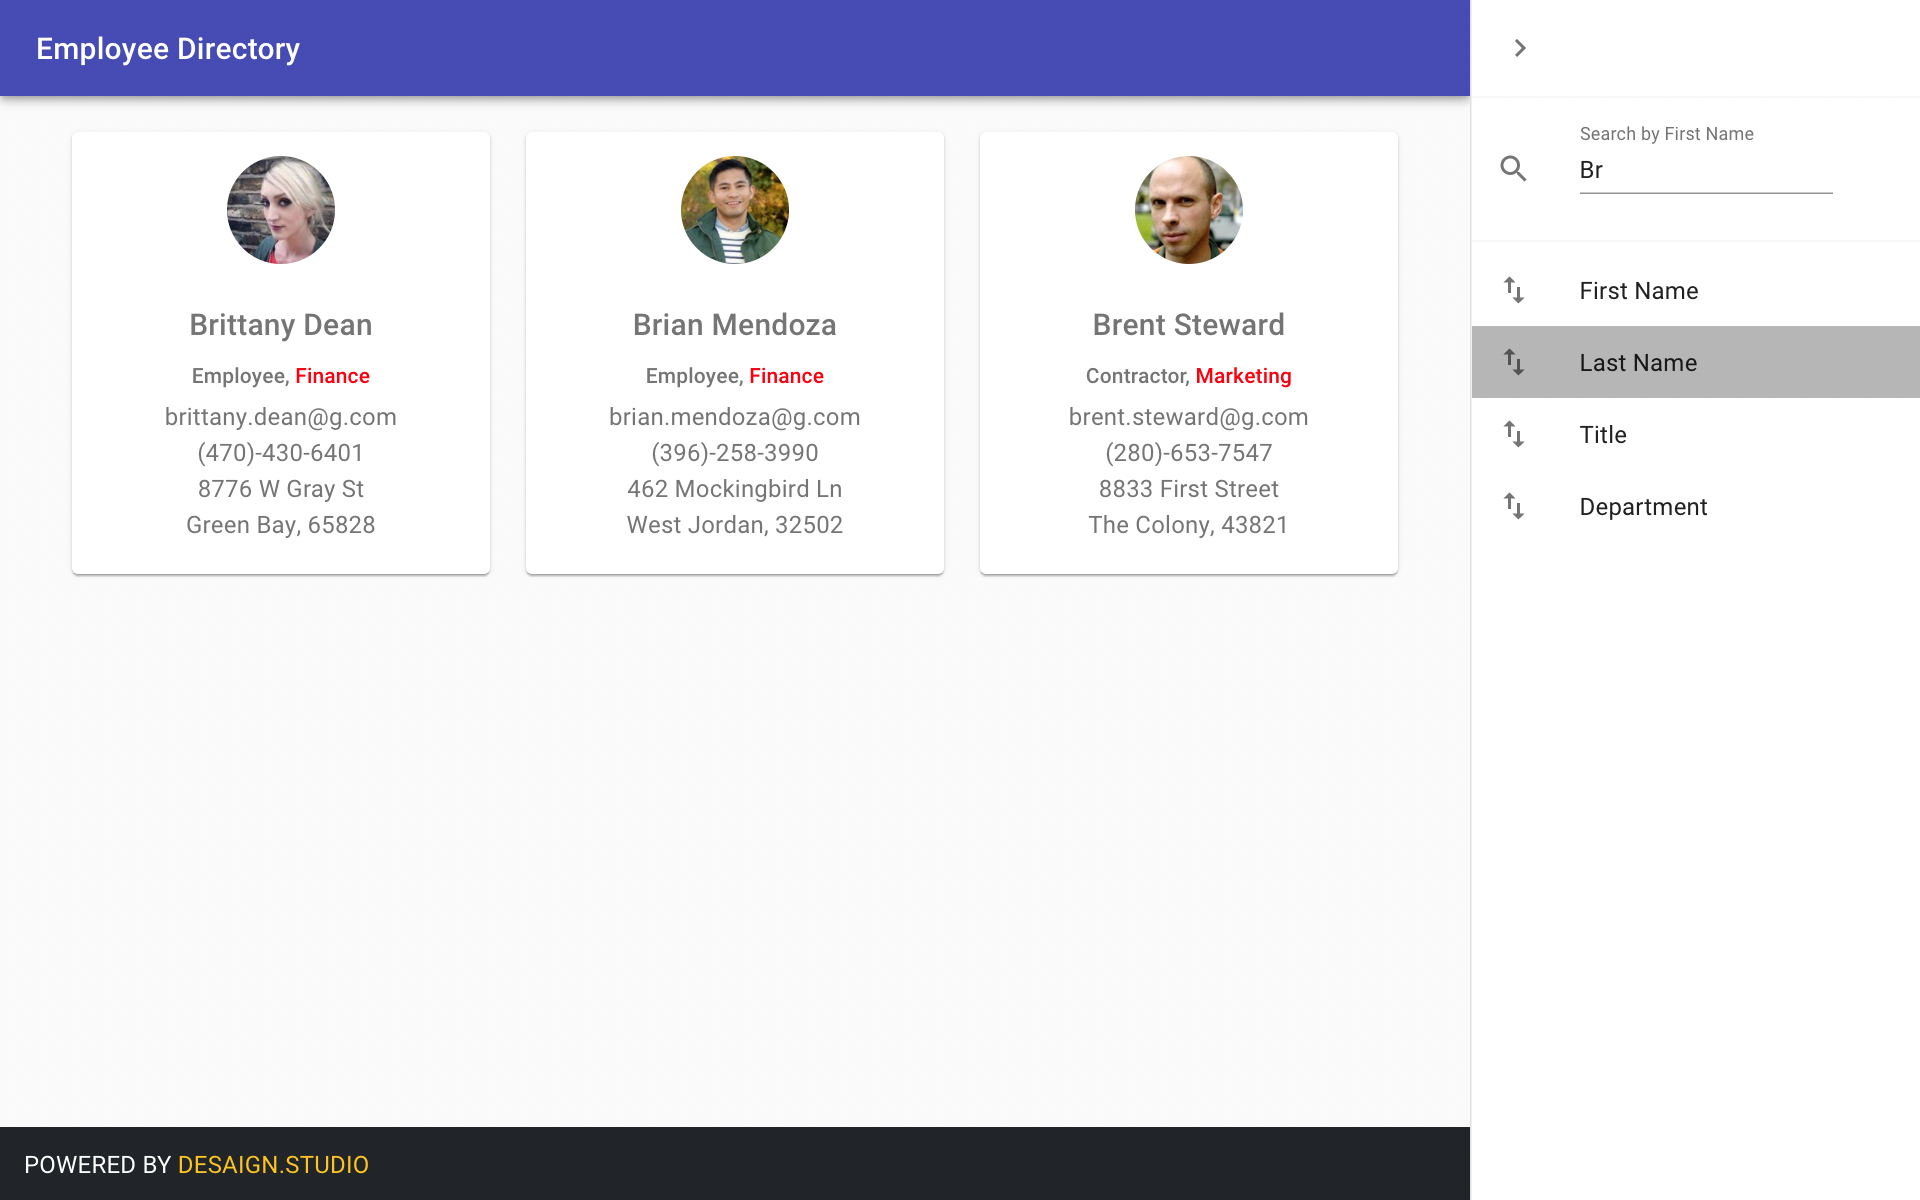 Employee Directory
Brittany Dean
Employee, Finance
brittany.dean@g.com
(470)-430-6401
8776 W Gray St
Green Bay, 65828
Brian Mendoza
Employee, Finance
brian.mendoza@g.com
(396)-258-3990
462 Mockingbird Ln
West Jordan, 32502
Brent Steward
Contractor, Marketing
brent.steward@g.com
(280)-653-7547
8833 First Street
The Colony, 43821
Search by First Name
Br
First Name
Last Name
Title
Department
POWERED BY DESAIGN.STUDIO